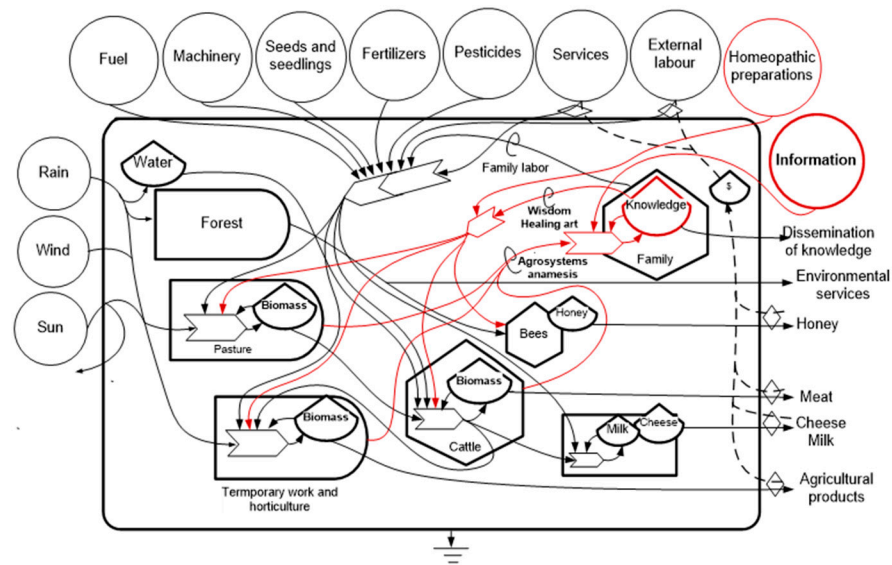 Fuel
Machinery
Seeds and
seedlings
Fertilizers
Pesticides
Services
External
labour
Homeopathic
preparations
Rain
Water
Family labor
Information
Wind
Forest
Wisdom
Healing art
Knowledge
$
Dissemination
of knowledge
Family
Agrosystems
anamesis
Environmental
services
Sun
Biomass
Pasture
Bees
Honey
Honey
Biomass
Cattle
Meat
Biomass
Milk
Cheese
Cheese
Milk
Termporary work and
horticulture
Agricultural
products